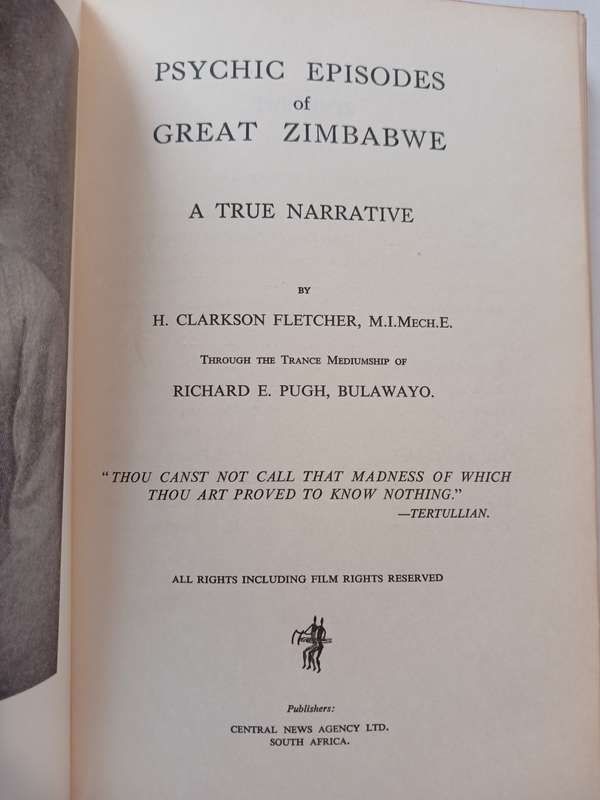 PSYCHIC EPISODES
of
GREAT ZIMBABWE
A TRUE NARRATIVE
BY
H. CLARKSON FLETCHER, M.I.MECH.E.
THROUGH THE TRANCE MEDIUMSHIP OF
RICHARD E. PUGH, BULAWAYO.
"THOU CANST NOT CALL THAT MADNESS OF WHICH
THOU ART PROVED TO KNOW NOTHING."
—TERTULLIAN.
ALL RIGHTS INCLUDING FILM RIGHTS RESERVED
Publishers:
CENTRAL NEWS AGENCY LTD.
SOUTH AFRICA.